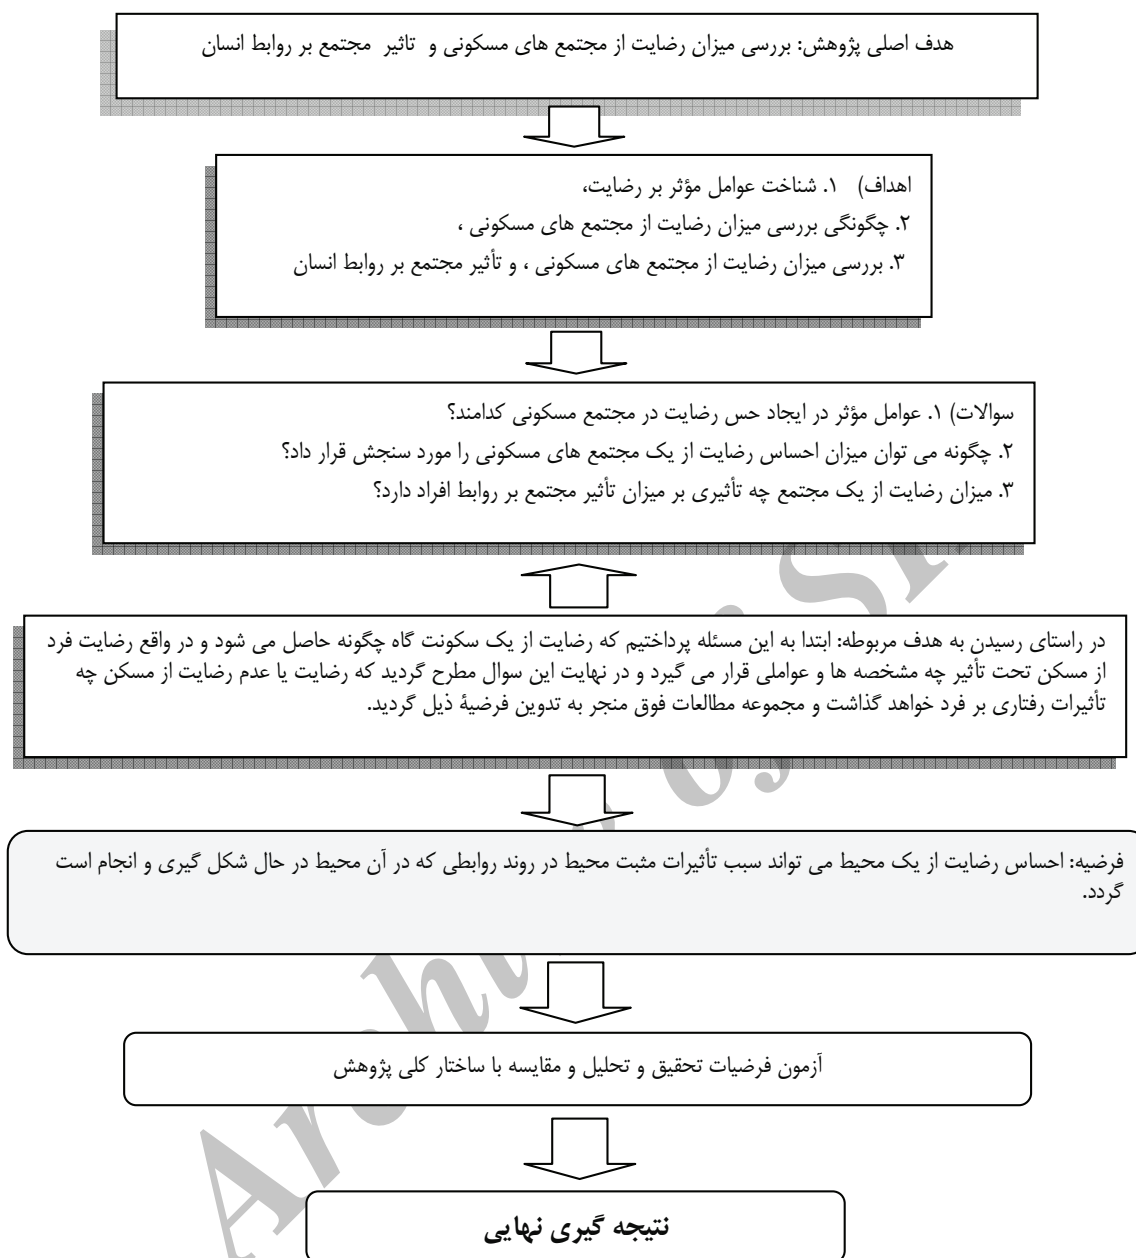 هدف اصلی پژوهش: بررسی میزان رضایت از مجتمع های مسکونی و تاثیر مجتمع بر روابط انسان
اهداف) ۱. شناخت عوامل مؤثر بر رضایت،
۲. چگونگی بررسی میزان رضایت از مجتمع های مسکونی ،
۳. بررسی میزان رضایت از مجتمع های مسکونی ، و تأثیر مجتمع بر روابط انسان
سوالات) ۱. عوامل مؤثر در ایجاد حس رضایت در مجتمع مسکونی کدامند؟
۲. چگونه می توان میزان احساس رضایت از یک مجتمع های مسکونی را مورد سنجش قرار داد؟
۳. میزان رضایت از یک مجتمع چه تأثیری بر میزان تأثیر مجتمع بر روابط افراد دارد؟
در راستای رسیدن به هدف مربوطه: ابتدا به این مسئله پرداختیم که رضایت از یک سکونت گاه چگونه حاصل می شود و در واقع رضایت فرد
از مسکن تحت تأثیر چه مشخصه ها و عواملی قرار می گیرد و در نهایت این سوال مطرح گردید که رضایت یا عدم رضایت از مسکن چه
تأثیرات رفتاری بر فرد خواهد گذاشت و مجموعه مطالعات فوق منجر به تدوین فرضیۀ ذیل گردید.
فرضیه: احساس رضایت از یک محیط می تواند سبب تأثیرات مثبت محیط در روند روابطی که در آن محیط در حال شکل گیری و انجام است
گردد.
آزمون فرضیات تحقیق و تحلیل و مقایسه با ساختار کلی پژوهش
نتیجه گیری نهایی